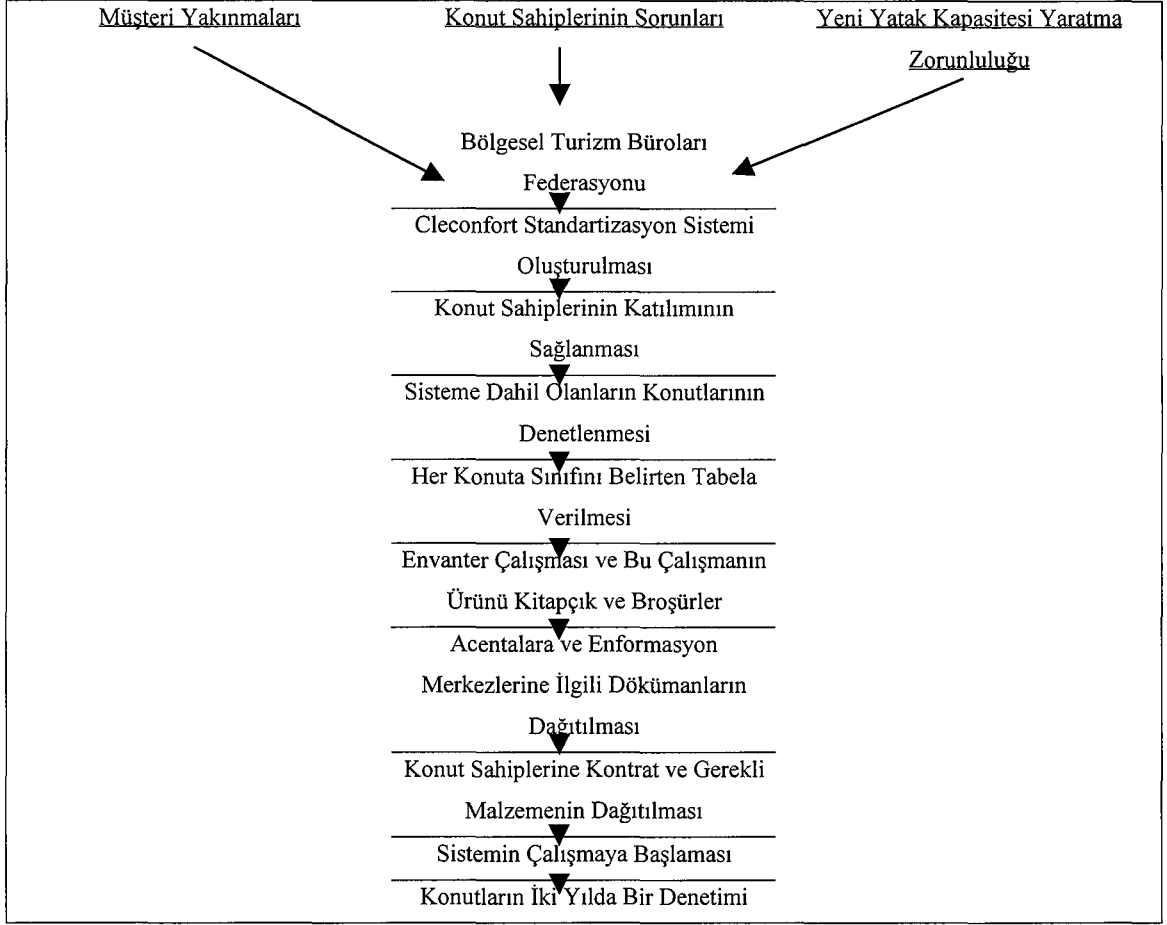 Müşteri Yakınmaları
Konut Sahiplerinin Sorunları
Yeni Yatak Kapasitesi Yaratma
Zorunluluğu
Bölgesel Turizm Büroları
Federasyonu
Cleconfort Standartizasyon Sistemi
Oluşturulması
Konut Sahiplerinin Katılımının
Sağlanması
Sisteme Dahil Olanların Konutlarının
Denetlenmesi
Her Konuta Sınıfını Belirten Tabela
Verilmesi
Envanter Çalışması ve Bu Çalışmanın
Ürünü Kitapçık ve Broşürler
Acentalara ve Enformasyon
Merkezlerine İlgili Dökümanların
Dağıtılması
Konut Sahiplerine Kontrat ve Gerekli
Malzemenin Dağıtılması
Sistemin Çalışmaya Başlaması
Konutların İki Yılda Bir Denetimi